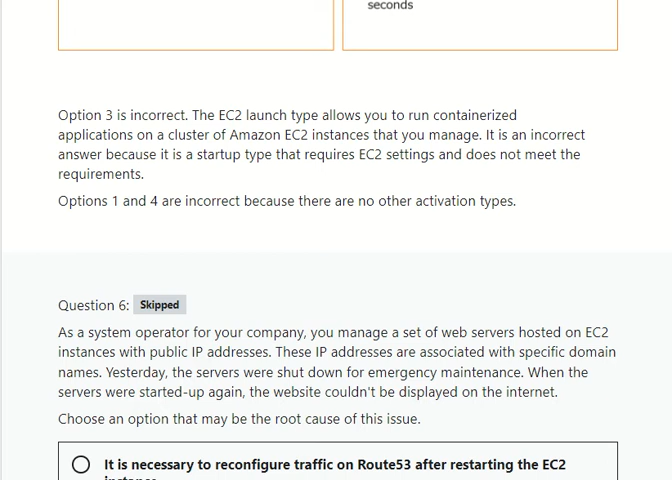 seconds
Option 3 is incorrect. The EC2 launch type allows you to run containerized
applications on a cluster of Amazon EC2 instances that you manage. It is an incorrect
answer because it is a startup type that requires EC2 settings and does not meet the
requirements.
Options 1 and 4 are incorrect because there are no other activation types.
Question 6: Skipped
As a system operator for your company, you manage a set of web servers hosted on EC2
instances with public IP addresses. These IP addresses are associated with specific domain
names. Yesterday, the servers were shut down for emergency maintenance. When the
servers were started-up again, the website couldn't be displayed on the internet.
Choose an option that may be the root cause of this issue.
It is necessary to reconfigure traffic on Route53 after restarting the EC2